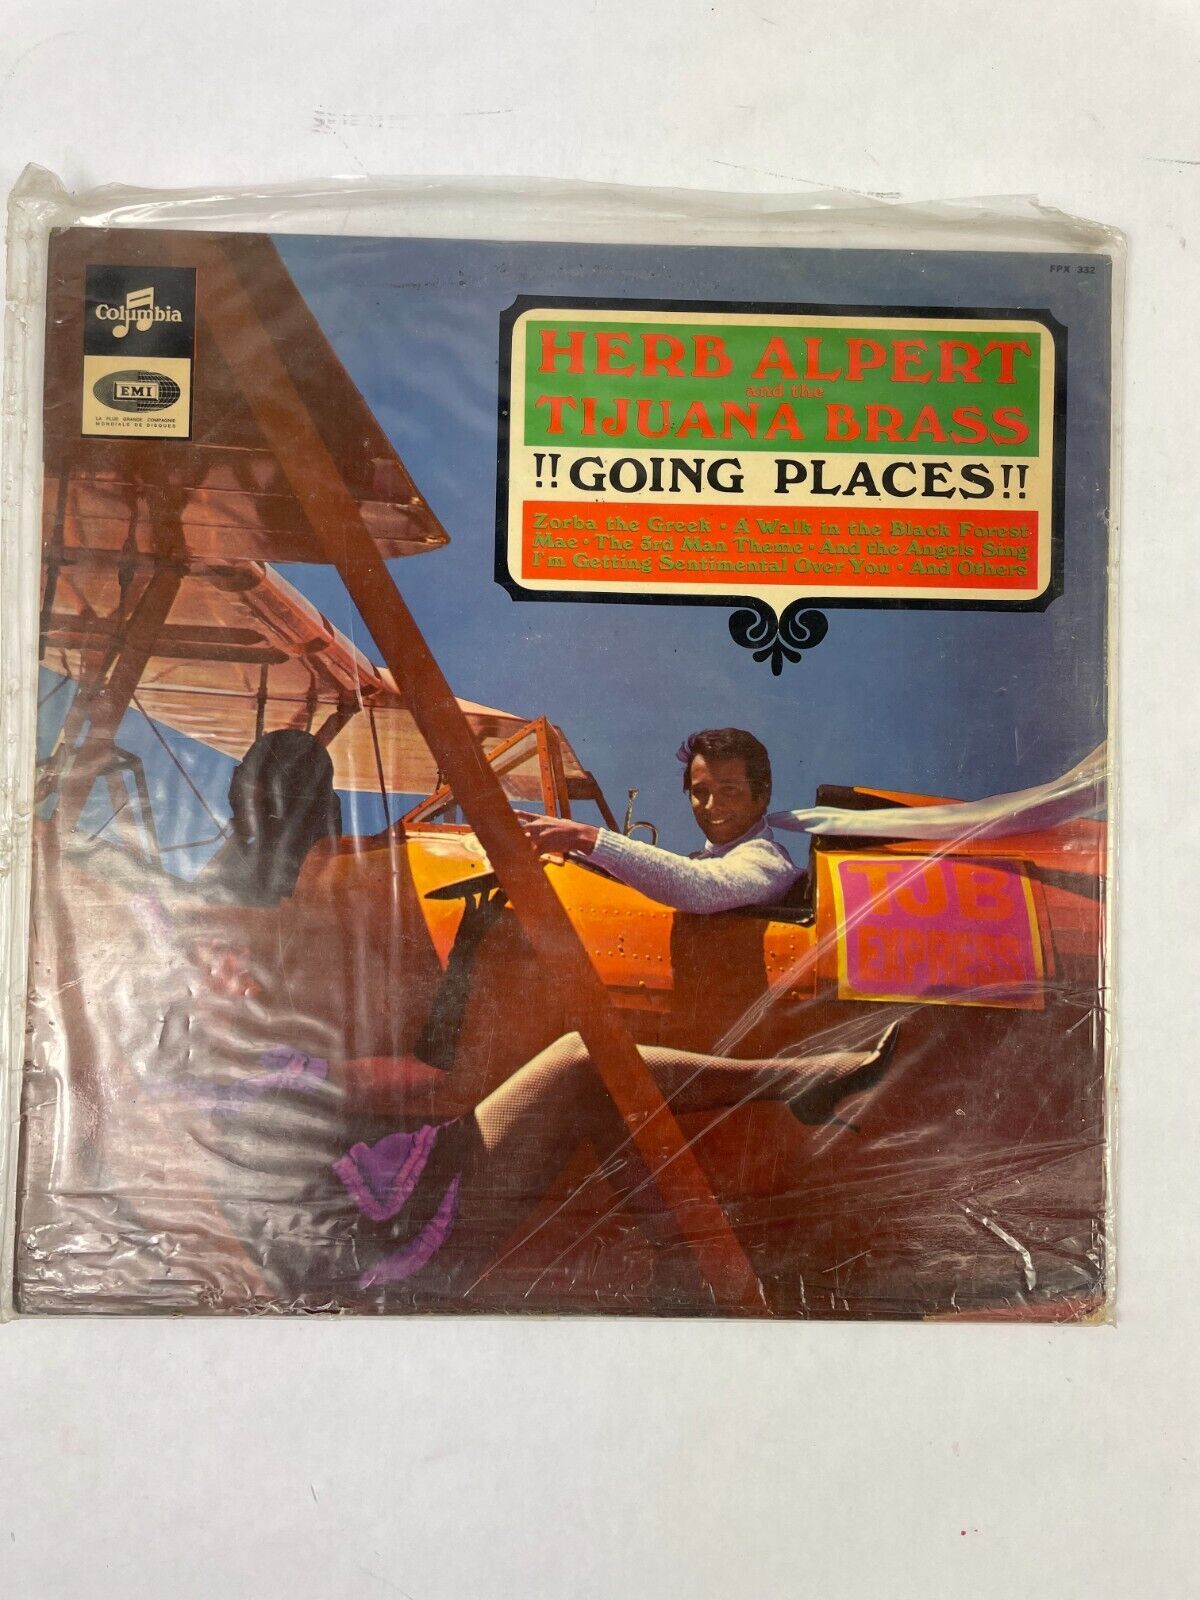 FPX 332
Columbia
EMI
LA PLUS GRANDE COMPAGNIE
MONDIALE DE DISQUES
HERB ALPERT
and the
TIJUANA BRASS
!!GOING PLACES!!
Zorba the Greek • A Walk in the Black Forest
Mae • The 3rd Man Theme • And the Angels Sing
I'm Getting Sentimental Over You • And Others
TJB
EXPRESS